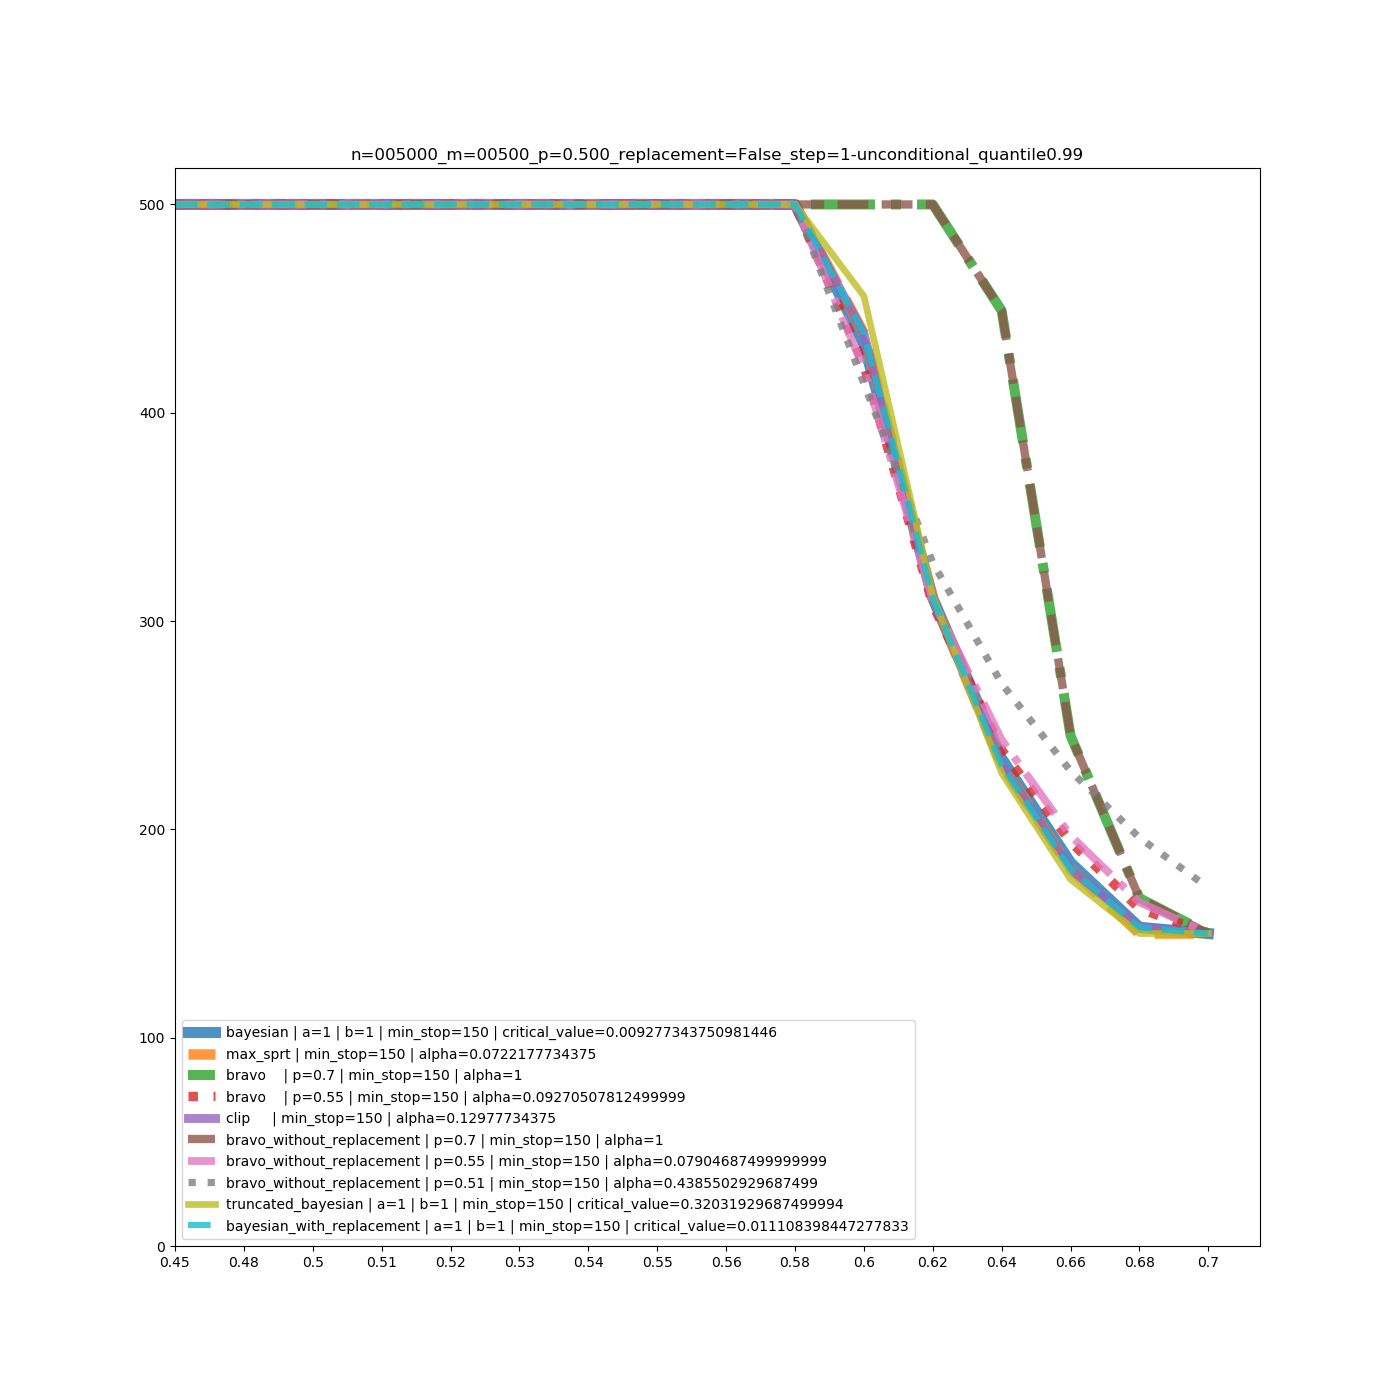 n=005000_m=00500_p=0.500_replacement=False_step=1-unconditional_quantile0.99
500
400
300
200
100
0
bayesian | a=1 | b=1 | min_stop=150 | critical_value=0.009277343750981446
max_sprt | min_stop=150 | alpha=0.0722177734375
bravo | p=0.7 | min_stop=150 | alpha=1
bravo | p=0.55 | min_stop=150 | alpha=0.09270507812499999
clip | min_stop=150 | alpha=0.12977734375
bravo_without_replacement | p=0.7 | min_stop=150 | alpha=1
bravo_without_replacement | p=0.55 | min_stop=150 | alpha=0.07904687499999999
bravo_without_replacement | p=0.51 | min_stop=150 | alpha=0.4385502929687499
truncated_bayesian | a=1 | b=1 | min_stop=150 | critical_value=0.32031929687499994
bayesian_with_replacement | a=1 | b=1 | min_stop=150 | critical_value=0.011108398447277833
0.45 0.48 0.5 0.51 0.52 0.53 0.54 0.55 0.56 0.58 0.6 0.62 0.64 0.66 0.68 0.7